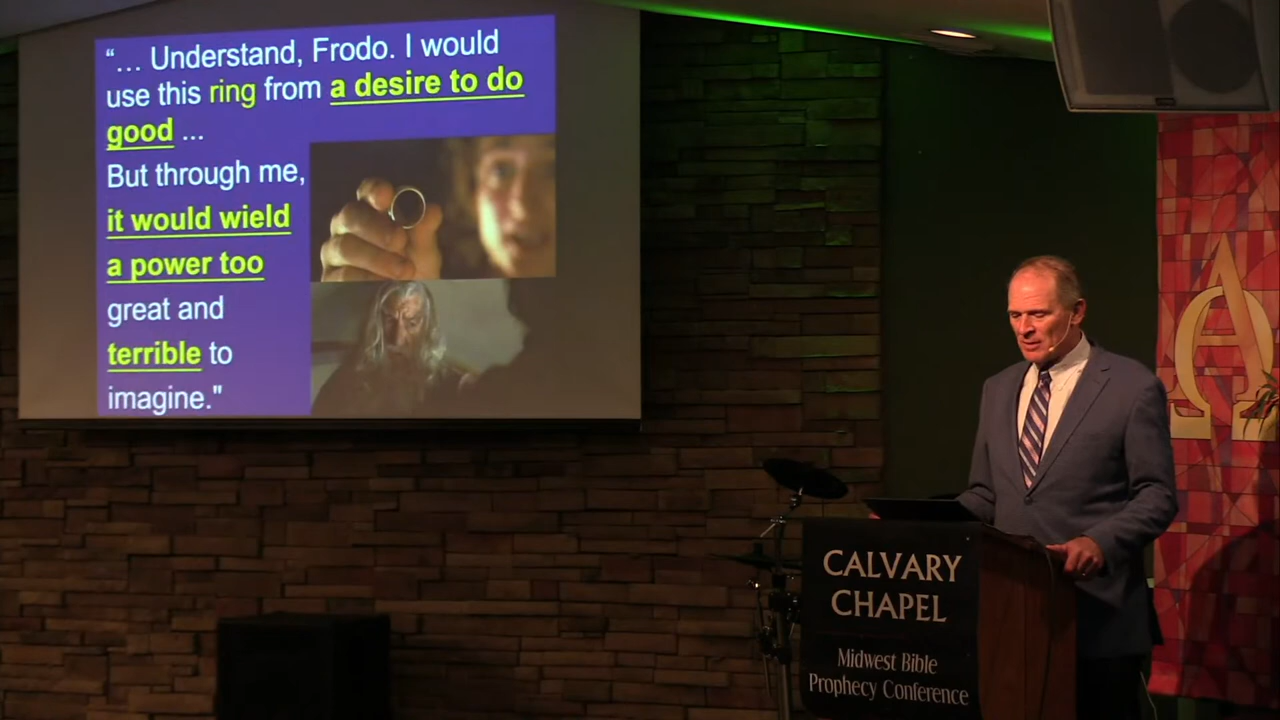 “... Understand, Frodo. I would
use this ring from a desire to do
good ...
But through me,
it would wield
a power too
great and
terrible to
imagine."
CALVARY
CHAPEL
Midwest Bible
Prophecy Conference